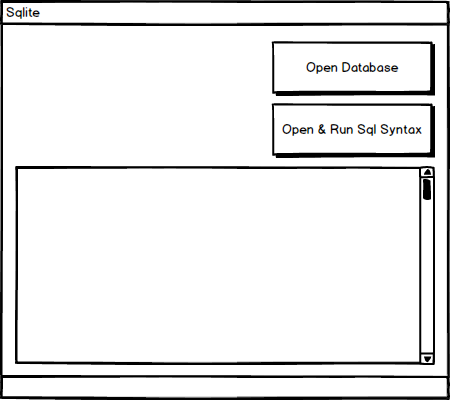 Sqlite
Open Database
Open & Run Sql Syntax